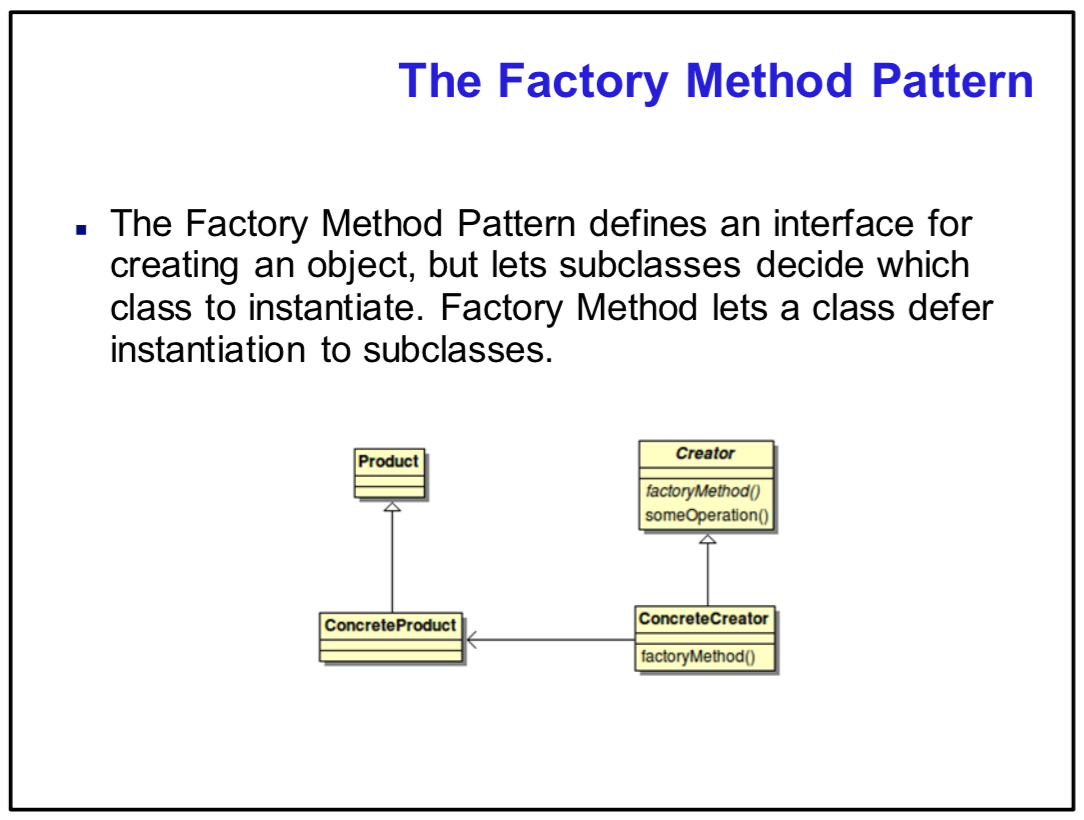 The Factory Method Pattern
The Factory Method Pattern defines an interface for
creating an object, but lets subclasses decide which
class to instantiate. Factory Method lets a class defer
instantiation to subclasses.
Product
Creator
factoryMethod()
someOperation()
ConcreteProduct
ConcreteCreator
factoryMethod()